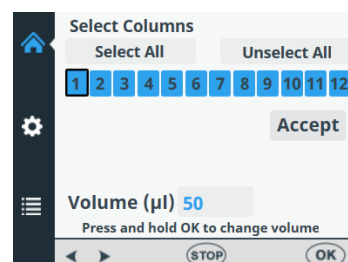 Select Columns
Select All Unselect All
1 2 3 4 5 6 7 8 9 10 11 12
Accept
Volume (µl) 50
Press and hold OK to change volume
STOP OK